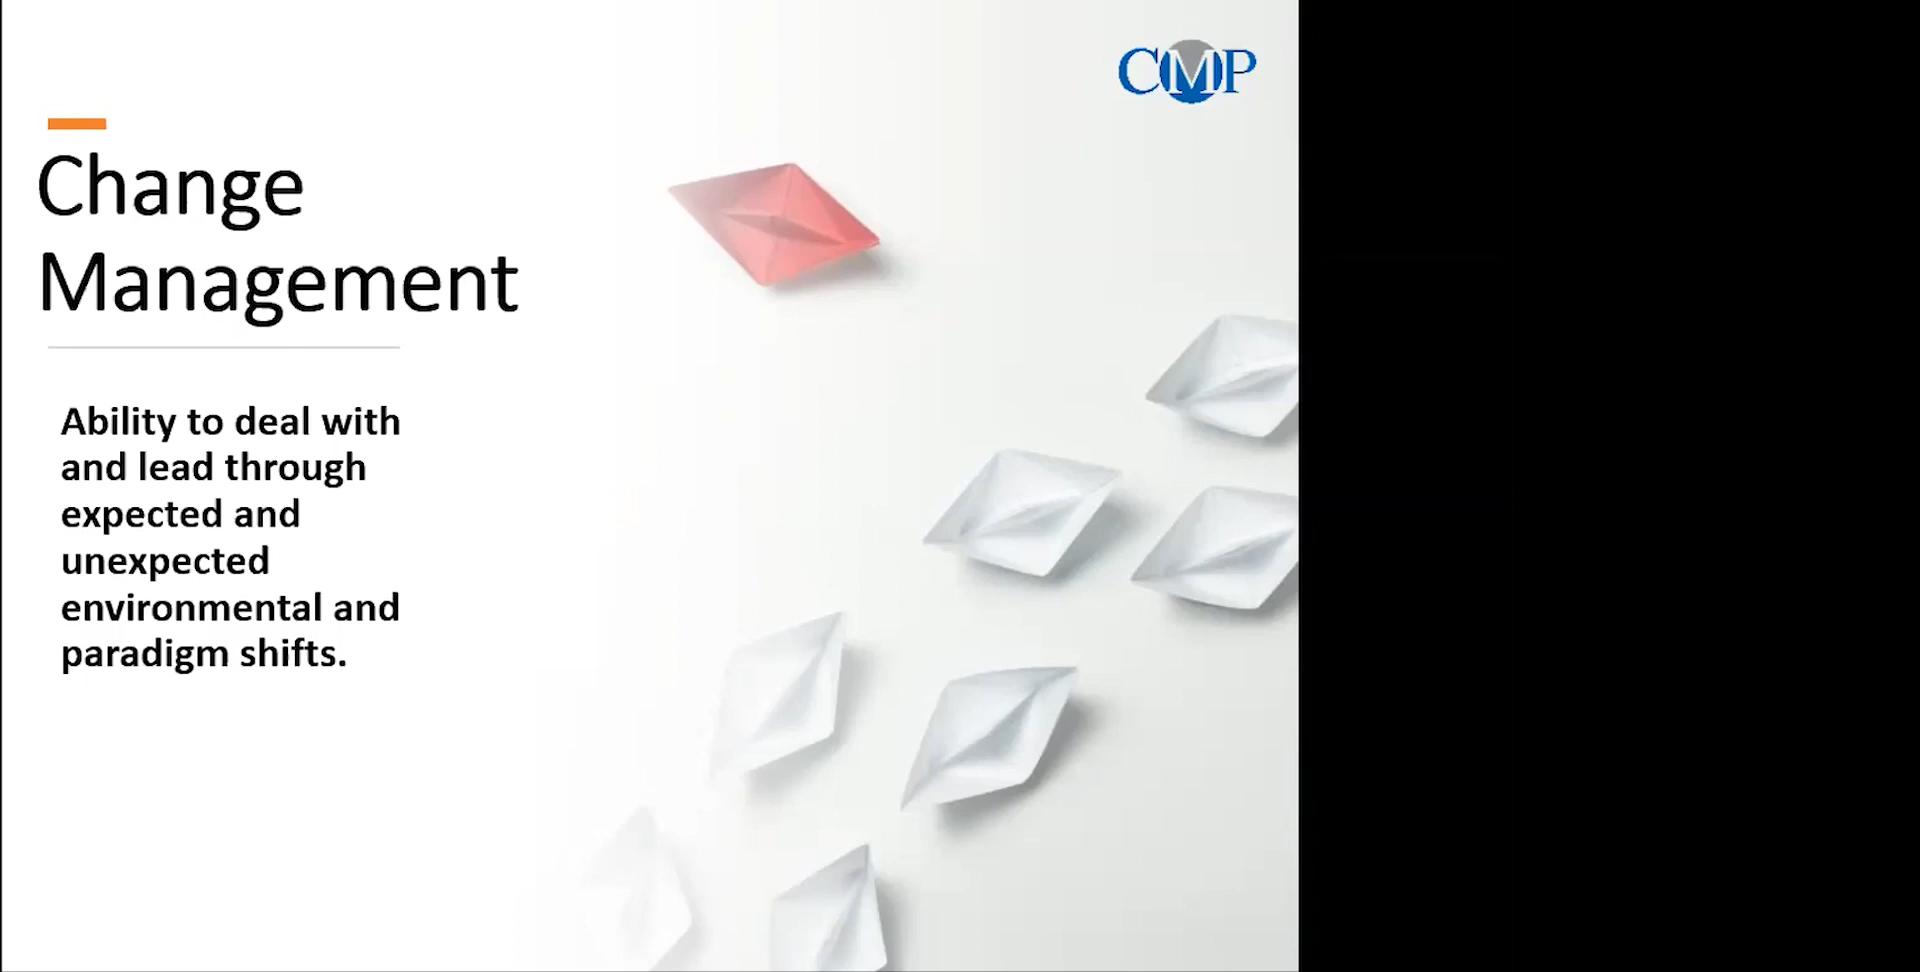 CMP
Change
Management
Ability to deal with
and lead through
expected and
unexpected
environmental and
paradigm shifts.